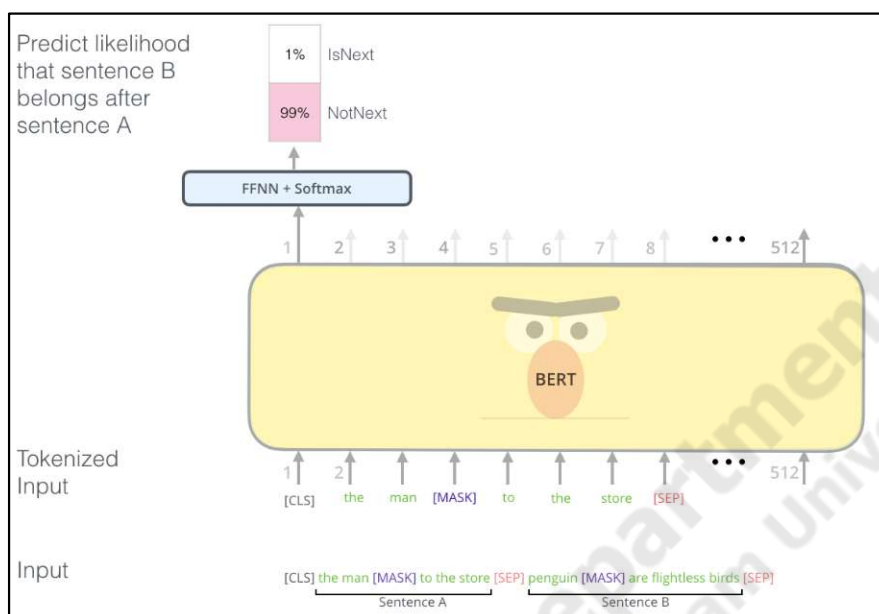 Predict likelihood
that sentence B
belongs after
sentence A
1% IsNext
99% NotNext
FFNN + Softmax
1 2 3 4 5 6 7 8 ••• 512
BERT
Tokenized
Input
1 2 ••• 512
[CLS] the man [MASK] to the store [SEP]
Input
[CLS] the man [MASK] to the store [SEP] penguin [MASK] are flightless birds [SEP]
Sentence A Sentence B